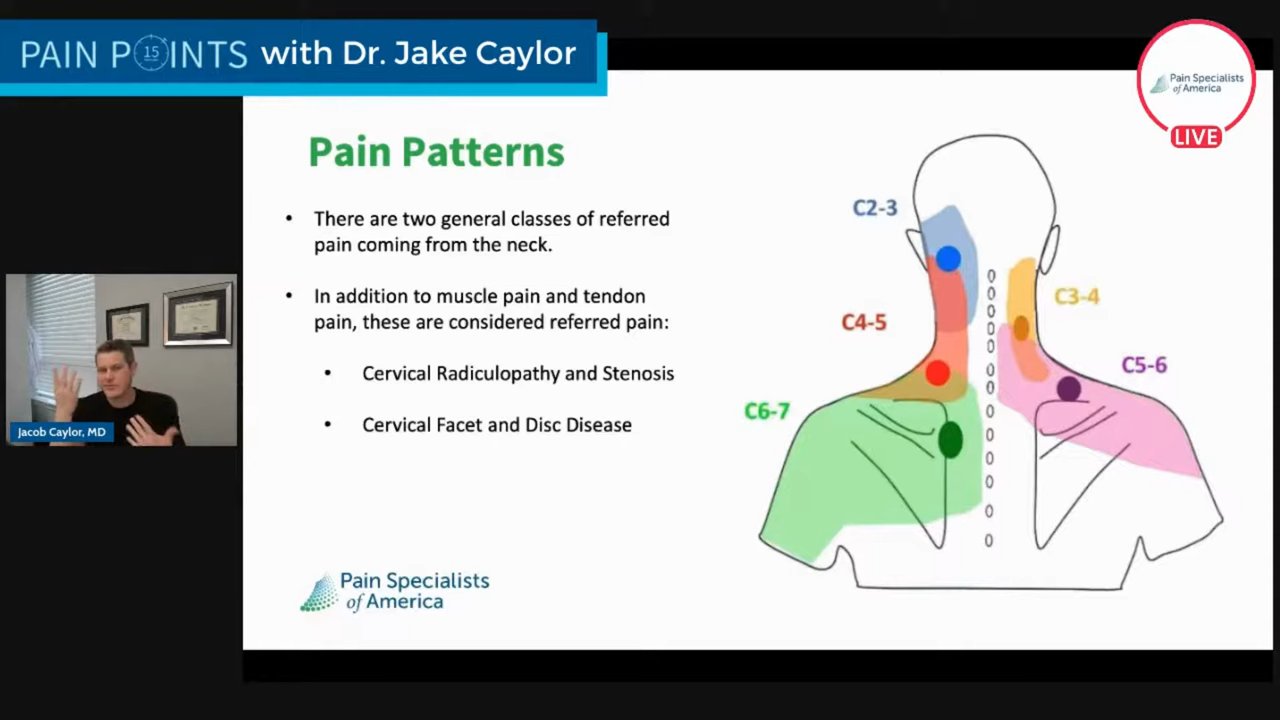 PAIN P15INTS with Dr. Jake Caylor
Pain Specialists
of America
LIVE
Pain Patterns
• There are two general classes of referred
pain coming from the neck.
• In addition to muscle pain and tendon
pain, these are considered referred pain:
• Cervical Radiculopathy and Stenosis
• Cervical Facet and Disc Disease
C2-3
C3-4
C4-5
C5-6
C6-7
Jacob Caylor, MD
Pain Specialists
of America